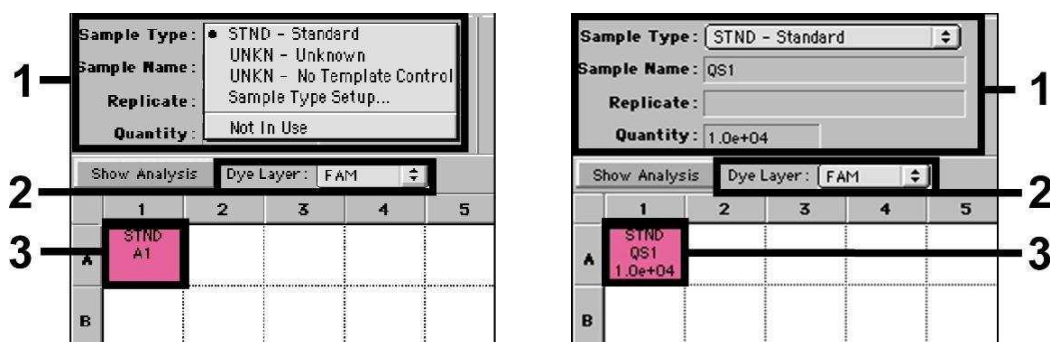 Sample Type:
STND - Standard
UNKN - Unknown
Sample Name:
UNKN - No Template Control
Replicate:
Sample Type Setup...
Quantity:
Not In Use
1
Show Analysis
Dye Layer: FAM
2
1 2 3 4 5
3
A
STND
A1
B
Sample Type: STND - Standard
Sample Name: QS1
Replicate:
Quantity: 1.0e+04
1
Show Analysis
Dye Layer: FAM
2
1 2 3 4 5
A
STND
QS1
1.0e+04
3
B